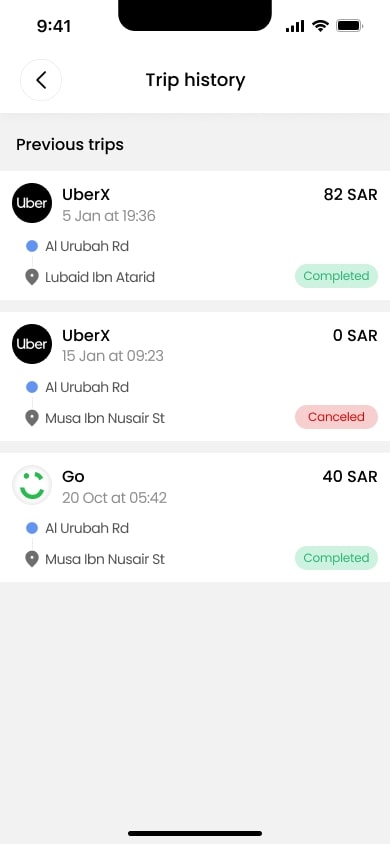 9:41
Trip history
Previous trips
Uber
UberX
82 SAR
5 Jan at 19:36
Al Urubah Rd
Lubaid Ibn Atarid
Completed
Uber
UberX
0 SAR
15 Jan at 09:23
Al Urubah Rd
Musa Ibn Nusair St
Canceled
Go
40 SAR
20 Oct at 05:42
Al Urubah Rd
Musa Ibn Nusair St
Completed